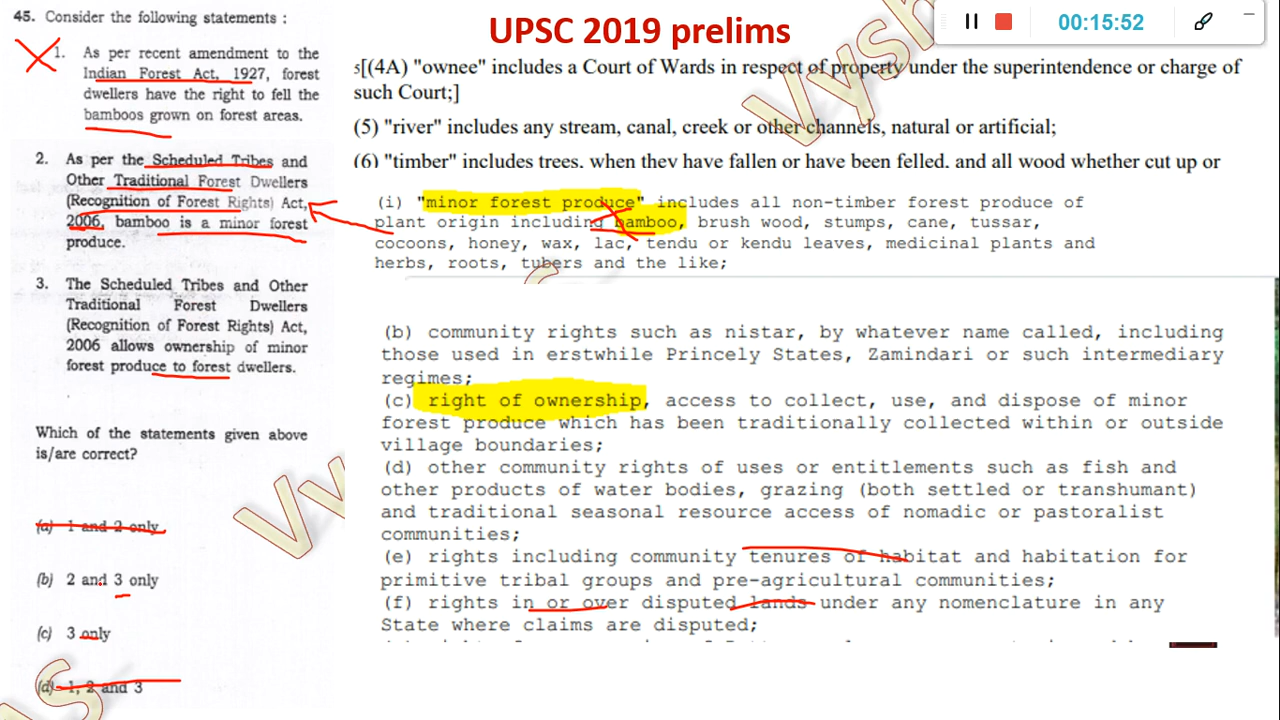 UPSC 2019 prelims
00:15:52
45. Consider the following statements :
1. As per recent amendment to the
Indian Forest Act, 1927, forest
dwellers have the right to fell the
bamboos grown on forest areas.
2. As per the Scheduled Tribes and
Other Traditional Forest Dwellers
(Recognition of Forest Rights) Act,
2006, bamboo is a minor forest
produce.
3. The Scheduled Tribes and Other
Traditional Forest Dwellers
(Recognition of Forest Rights) Act,
2006 allows ownership of minor
forest produce to forest dwellers.
Which of the statements given above
is/are correct?
(a) 1 and 2 only
(b) 2 and 3 only
(c) 3 only
(d) 1, 2 and 3
5[(4A) "ownee" includes a Court of Wards in respect of property under the superintendence or charge of
such Court;]
(5) "river" includes any stream, canal, creek or other channels, natural or artificial;
(6) "timber" includes trees. when they have fallen or have been felled. and all wood whether cut up or
(i) "minor forest produce" includes all non-timber forest produce of
plant origin including bamboo, brush wood, stumps, cane, tussar,
cocoons, honey, wax, lac, tendu or kendu leaves, medicinal plants and
herbs, roots, tubers and the like;
(b) community rights such as nistar, by whatever name called, including
those used in erstwhile Princely States, Zamindari or such intermediary
regimes;
(c) right of ownership, access to collect, use, and dispose of minor
forest produce which has been traditionally collected within or outside
village boundaries;
(d) other community rights of uses or entitlements such as fish and
other products of water bodies, grazing (both settled or transhumant)
and traditional seasonal resource access of nomadic or pastoralist
communities;
(e) rights including community tenures of habitat and habitation for
primitive tribal groups and pre-agricultural communities;
(f) rights in or over disputed lands under any nomenclature in any
State where claims are disputed;